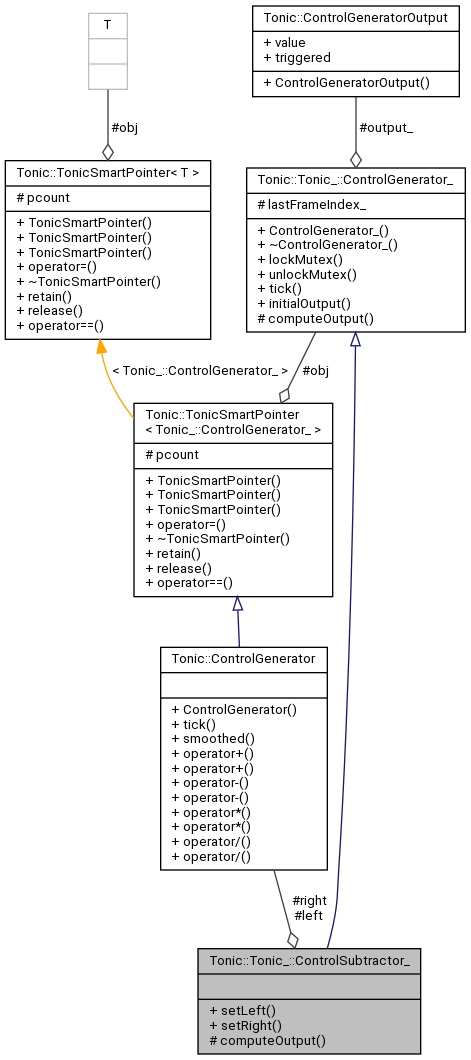 T
Tonic::ControlGeneratorOutput
+ value
+ triggered
+ ControlGeneratorOutput()
#obj
#output_
Tonic::TonicSmartPointer< T >
# pcount
+ TonicSmartPointer()
+ TonicSmartPointer()
+ TonicSmartPointer()
+ operator=()
+ ~TonicSmartPointer()
+ retain()
+ release()
+ operator==()
Tonic::Tonic_::ControlGenerator_
# lastFrameIndex_
+ ControlGenerator_()
+ ~ControlGenerator_()
+ lockMutex()
+ unlockMutex()
+ tick()
+ initialOutput()
# computeOutput()
< Tonic_::ControlGenerator_ >
#obj
Tonic::TonicSmartPointer
< Tonic_::ControlGenerator_ >
# pcount
+ TonicSmartPointer()
+ TonicSmartPointer()
+ TonicSmartPointer()
+ operator=()
+ ~TonicSmartPointer()
+ retain()
+ release()
+ operator==()
Tonic::ControlGenerator
+ ControlGenerator()
+ tick()
+ smoothed()
+ operator+()
+ operator+()
+ operator-()
+ operator-()
+ operator*()
+ operator*()
+ operator/()
+ operator/()
#right
#left
Tonic::Tonic_::ControlSubtractor_
+ setLeft()
+ setRight()
# computeOutput()